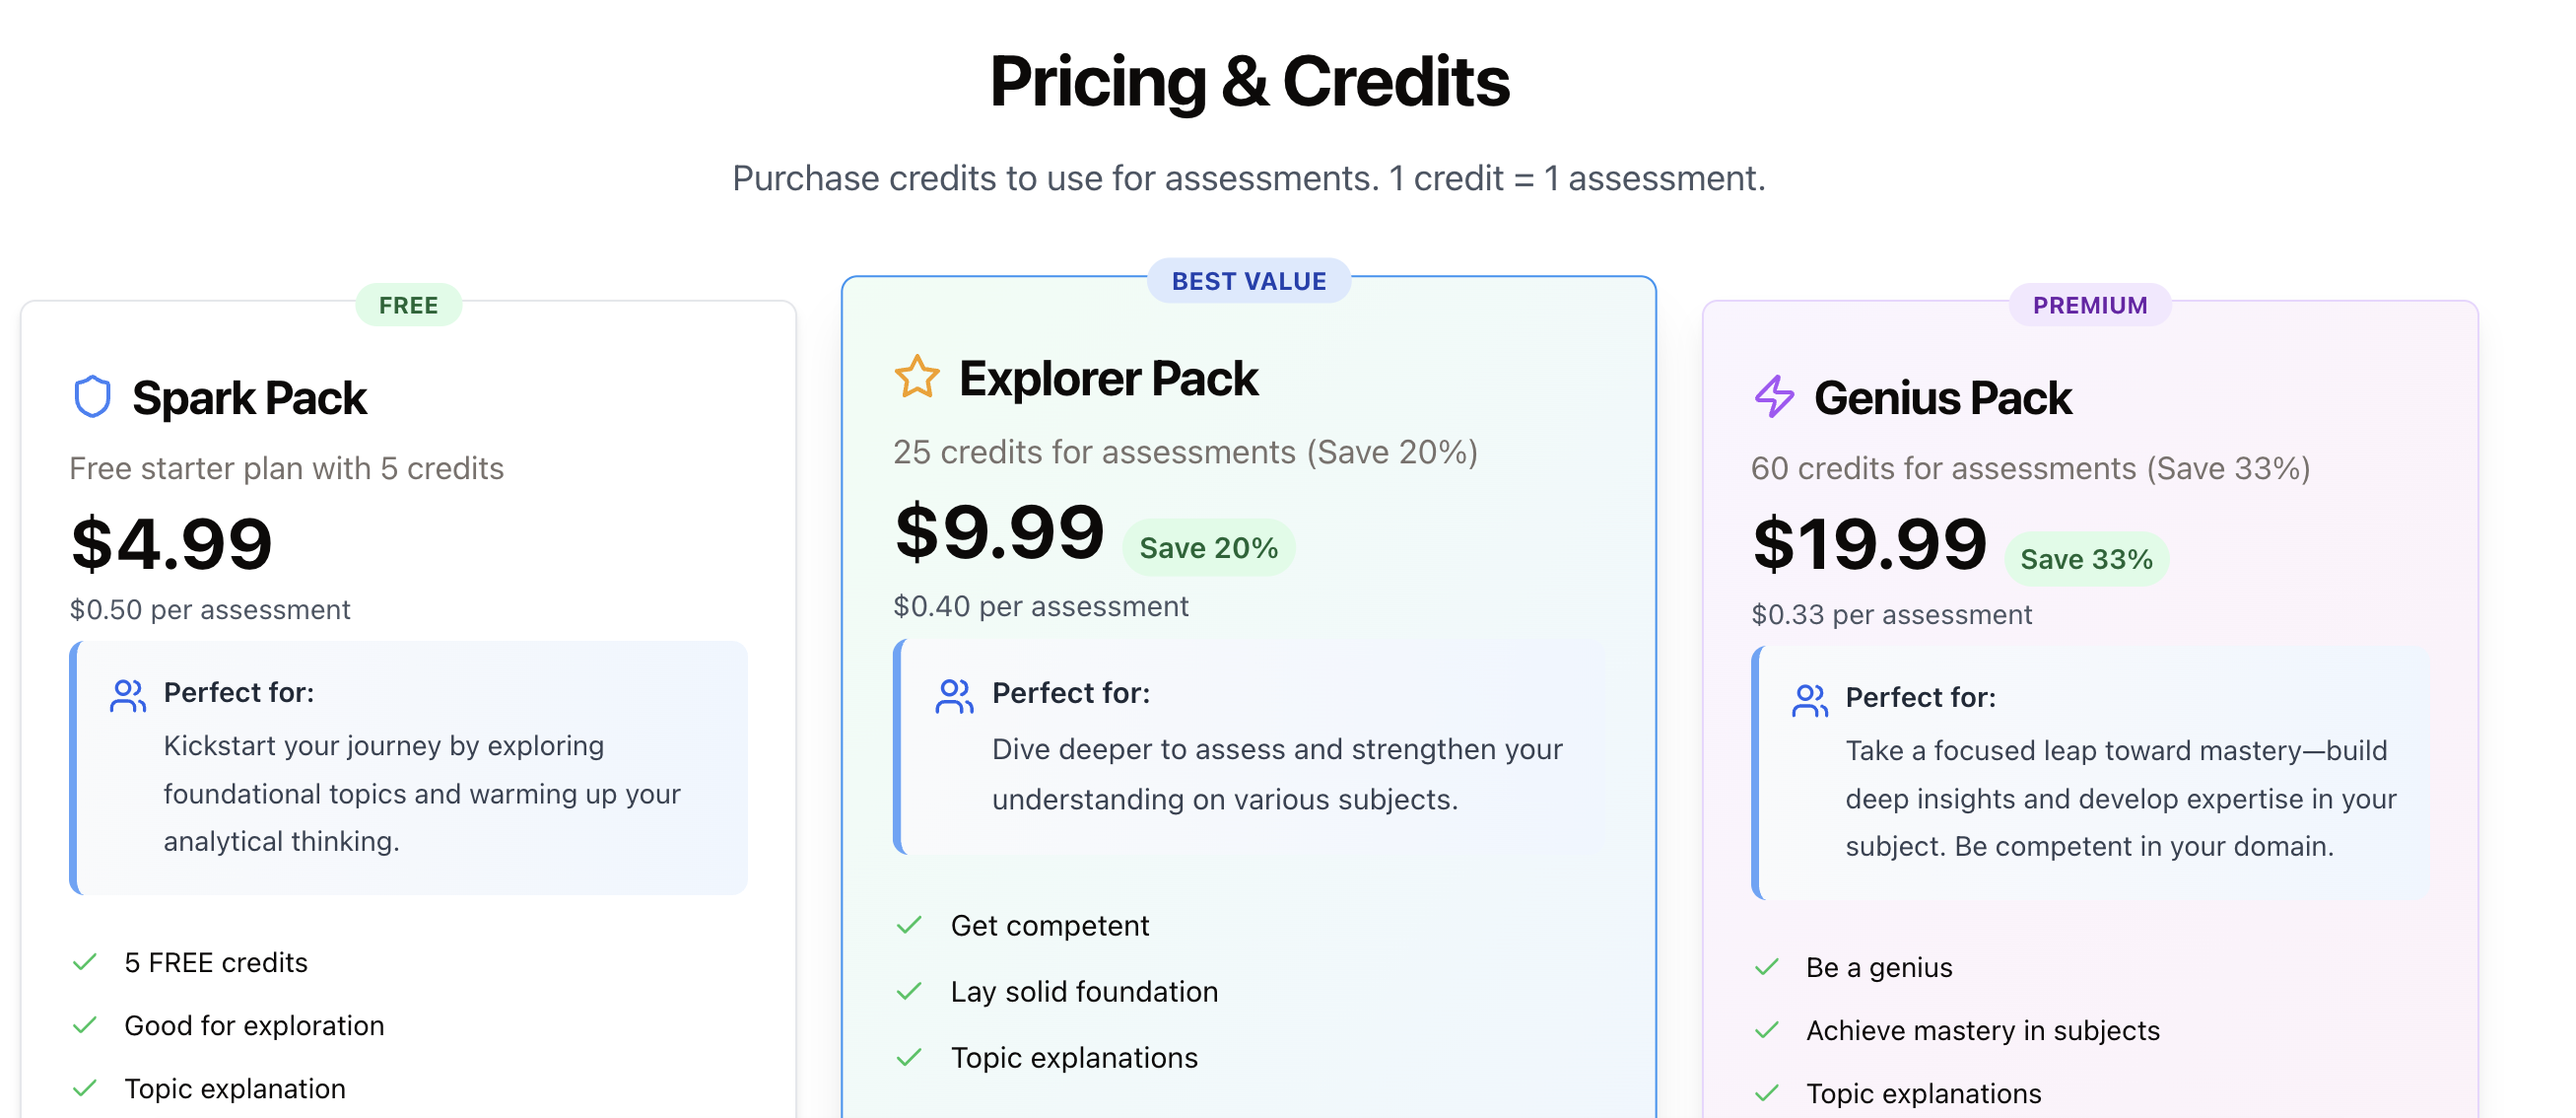 Pricing & Credits
Purchase credits to use for assessments. 1 credit = 1 assessment.
FREE
Spark Pack
Free starter plan with 5 credits
$4.99
$0.50 per assessment
Perfect for:
Kickstart your journey by exploring
foundational topics and warming up your
analytical thinking.
5 FREE credits
Good for exploration
Topic explanation
BEST VALUE
Explorer Pack
25 credits for assessments (Save 20%)
$9.99 Save 20%
$0.40 per assessment
Perfect for:
Dive deeper to assess and strengthen your
understanding on various subjects.
Get competent
Lay solid foundation
Topic explanations
PREMIUM
Genius Pack
60 credits for assessments (Save 33%)
$19.99 Save 33%
$0.33 per assessment
Perfect for:
Take a focused leap toward mastery—build
deep insights and develop expertise in your
subject. Be competent in your domain.
Be a genius
Achieve mastery in subjects
Topic explanations